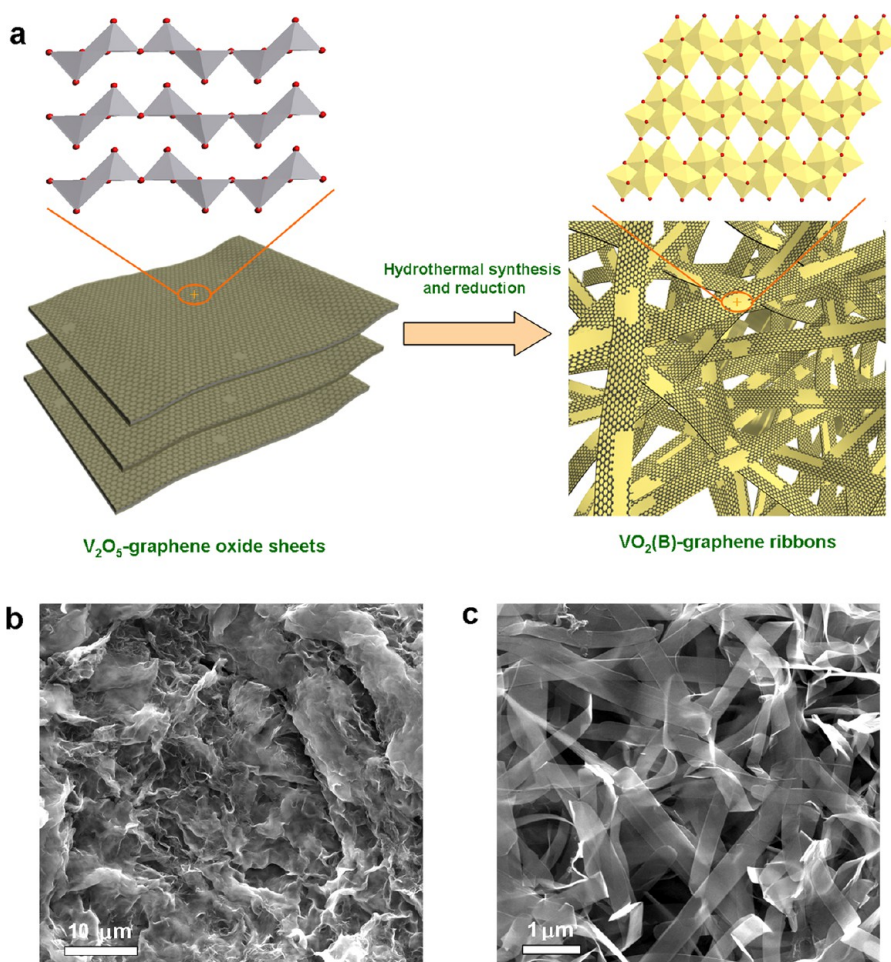 a
Hydrothermal synthesis
and reduction
V₂O₅-graphene oxide sheets
VO₂(B)-graphene ribbons
b
c
10 μm
1 μm